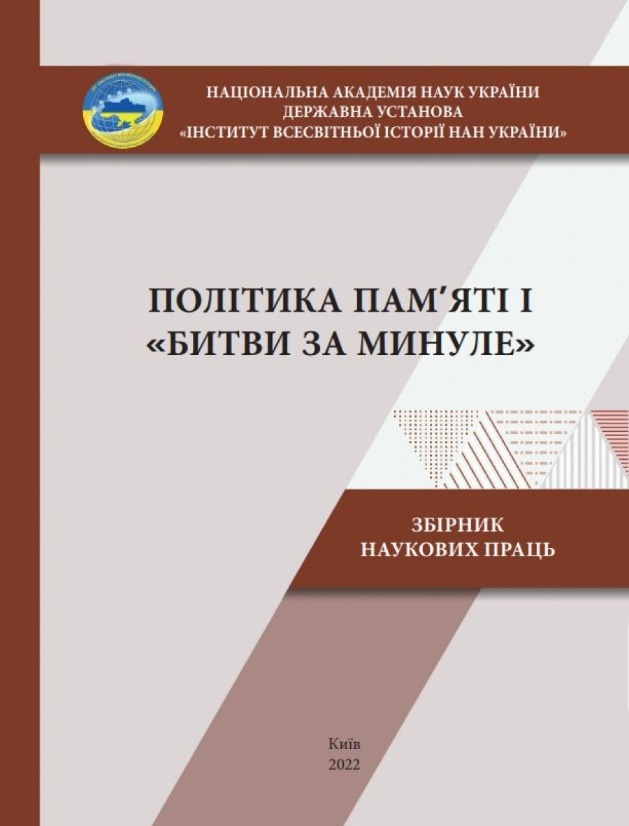 НАЦІОНАЛЬНА АКАДЕМІЯ НАУК УКРАЇНИ
ДЕРЖАВНА УСТАНОВА
«ІНСТИТУТ ВСЕСВІТНЬОЇ ІСТОРІЇ НАН УКРАЇНИ»
ПОЛІТИКА ПАМ′ЯТІ І
«БИТВИ ЗА МИНУЛЕ»
ЗБІРНИК
НАУКОВИХ ПРАЦЬ
Київ
2022